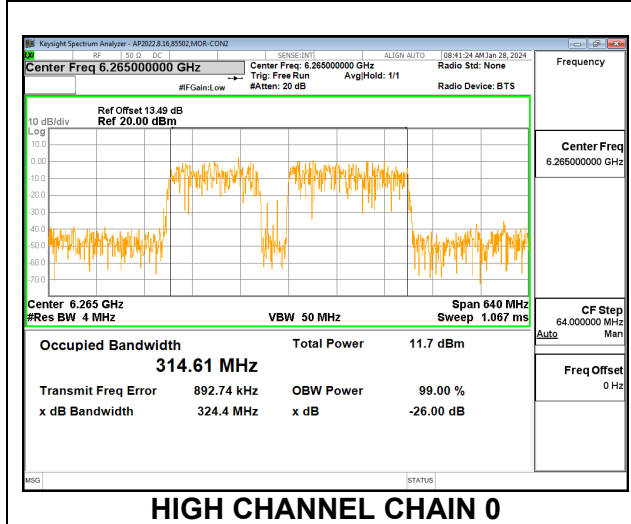 Keysight Spectrum Analyzer - AP2022.8.16,85502,MOR-CON2
RF 50 Ω DC SENSE:INT ALIGN AUTO 08:41:24 AM Jan 28, 2024
Center Freq 6.265000000 GHz
Center Freq: 6.265000000 GHz
Radio Std: None
Trig: Free Run Avg|Hold: 1/1
#IFGain:Low #Atten: 20 dB Radio Device: BTS
Frequency
Ref Offset 13.49 dB
10 dB/div Ref 20.00 dBm
Log
10.0
0.00
-10.0
-20.0
-30.0
-40.0
-50.0
-60.0
-70.0
Center 6.265 GHz Span 640 MHz
#Res BW 4 MHz VBW 50 MHz Sweep 1.067 ms
Center Freq
6.265000000 GHz
CF Step
64.000000 MHz
Auto Man
Freq Offset
0 Hz
Occupied Bandwidth Total Power 11.7 dBm
314.61 MHz
Transmit Freq Error 892.74 kHz OBW Power 99.00 %
x dB Bandwidth 324.4 MHz x dB -26.00 dB
MSG STATUS
HIGH CHANNEL CHAIN 0